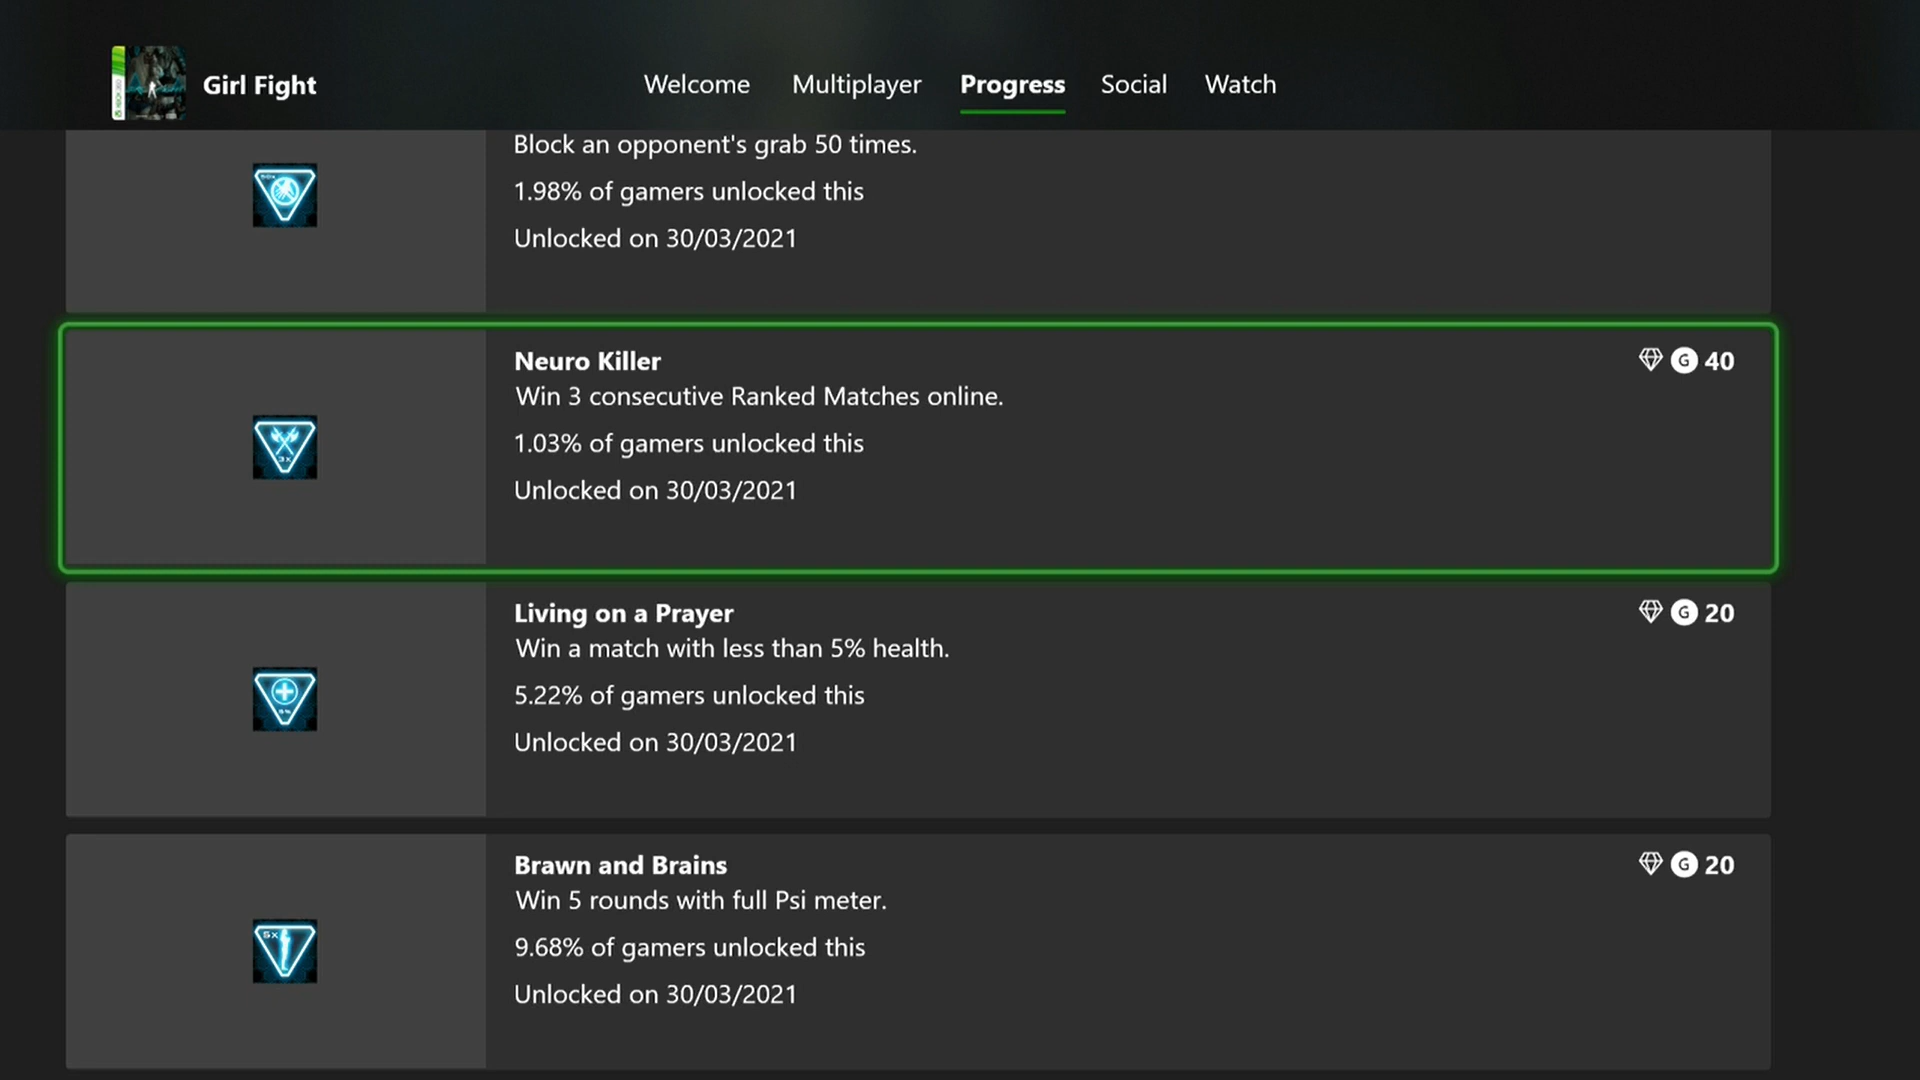 Girl Fight
Welcome Multiplayer Progress Social Watch
Block an opponent's grab 50 times.
1.98% of gamers unlocked this
Unlocked on 30/03/2021
Neuro Killer
G 40
Win 3 consecutive Ranked Matches online.
1.03% of gamers unlocked this
Unlocked on 30/03/2021
3x
Living on a Prayer
G 20
Win a match with less than 5% health.
5.22% of gamers unlocked this
Unlocked on 30/03/2021
5%
Brawn and Brains
G 20
Win 5 rounds with full Psi meter.
5x
9.68% of gamers unlocked this
Unlocked on 30/03/2021